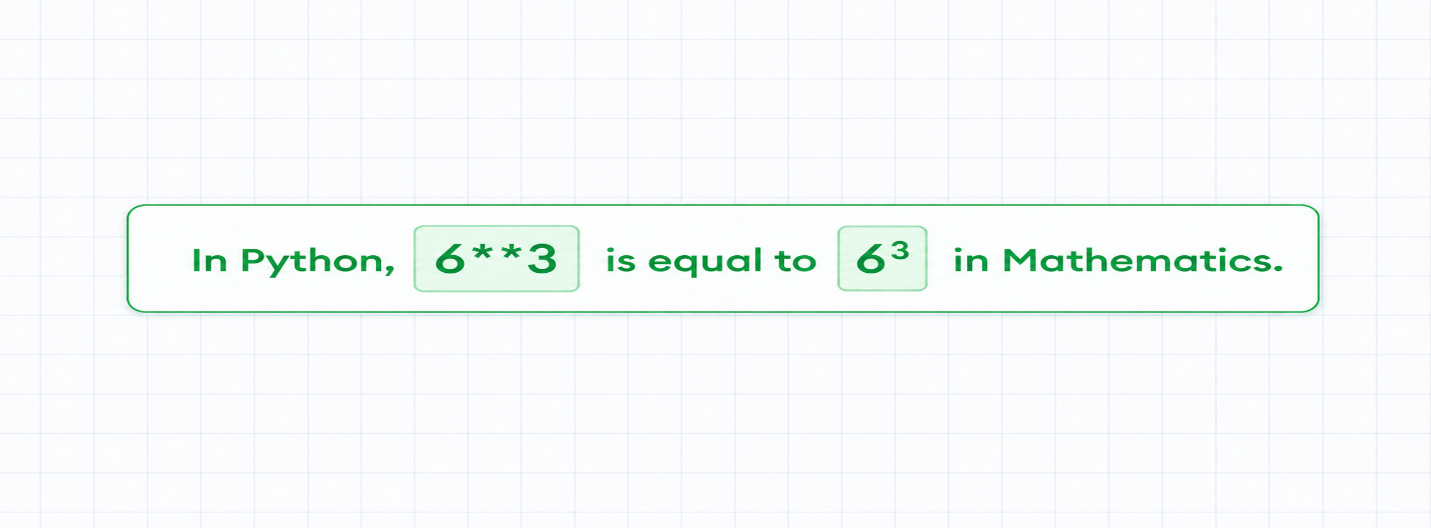 In Python, 6**3 is equal to 6³ in Mathematics.